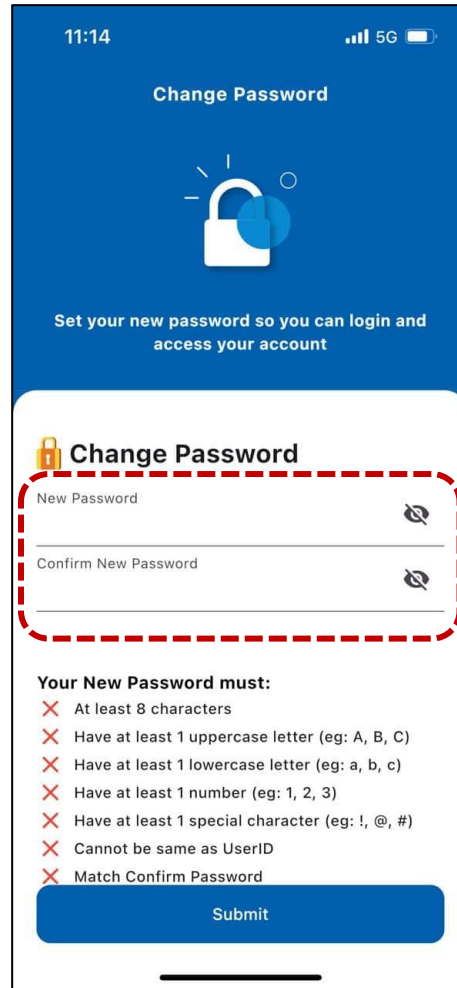 11:14
5G
Change Password
Set your new password so you can login and
access your account
Change Password
New Password
Confirm New Password
Your New Password must:
At least 8 characters
Have at least 1 uppercase letter (eg: A, B, C)
Have at least 1 lowercase letter (eg: a, b, c)
Have at least 1 number (eg: 1, 2, 3)
Have at least 1 special character (eg: !, @, #)
Cannot be same as UserID
Match Confirm Password
Submit